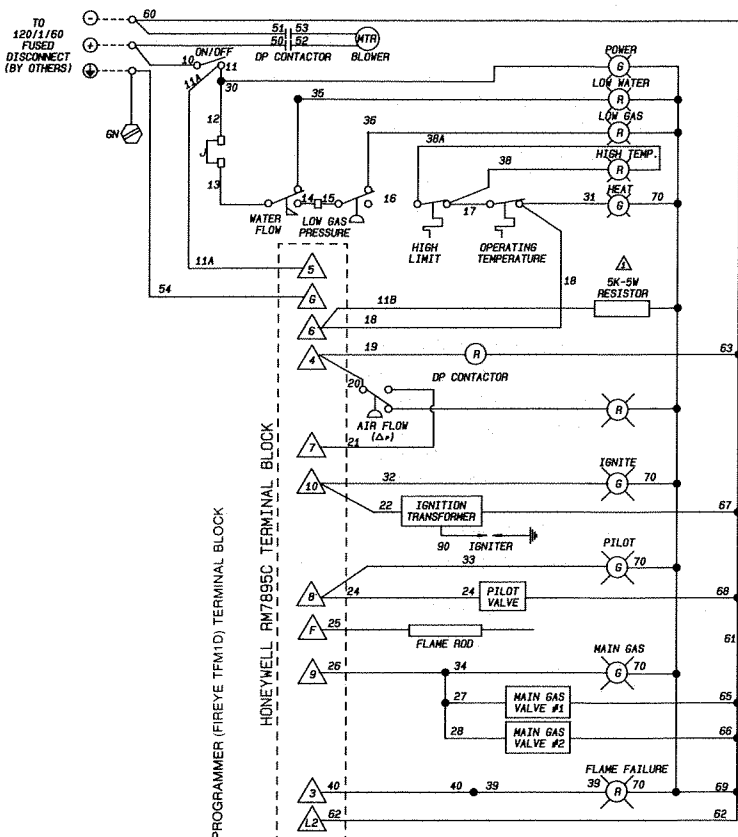 60
TO
120/1/60
FUSED
DISCONNECT
(BY OTHERS)
51 53
50 52
10 ON/OFF
DP CONTACTOR
MTR
BLOWER
11
11A
30
GN
POWER
G
35
LOW WATER
R
12
36
LOW GAS
R
38A
HIGH TEMP.
J
38
R
13
HEAT
14 15 16
17
31 G 70
WATER
FLOW
LOW GAS
PRESSURE
HIGH
LIMIT
OPERATING
TEMPERATURE
11A
5
18
5
5K-5W
RESISTOR
54
G
11B
6
18
4
19
R
63
DP CONTACTOR
20
R
AIR FLOW
(ΔP)
7
21
IGNITE
10
32
G 70
22
IGNITION
TRANSFORMER
67
90 IGNITER
PILOT
33
G 70
8
24
24
PILOT
VALVE
68
F
25
FLAME ROD
61
MAIN GAS
9
26
34
G 70
27
MAIN GAS
VALVE #1
65
28
MAIN GAS
VALVE #2
66
FLAME FAILURE
3
40
40 39
39 R 70
69
L2
62
62
HONEYWELL RM7895C TERMINAL BLOCK
PROGRAMMER (FIREYE TFM1D) TERMINAL BLOCK